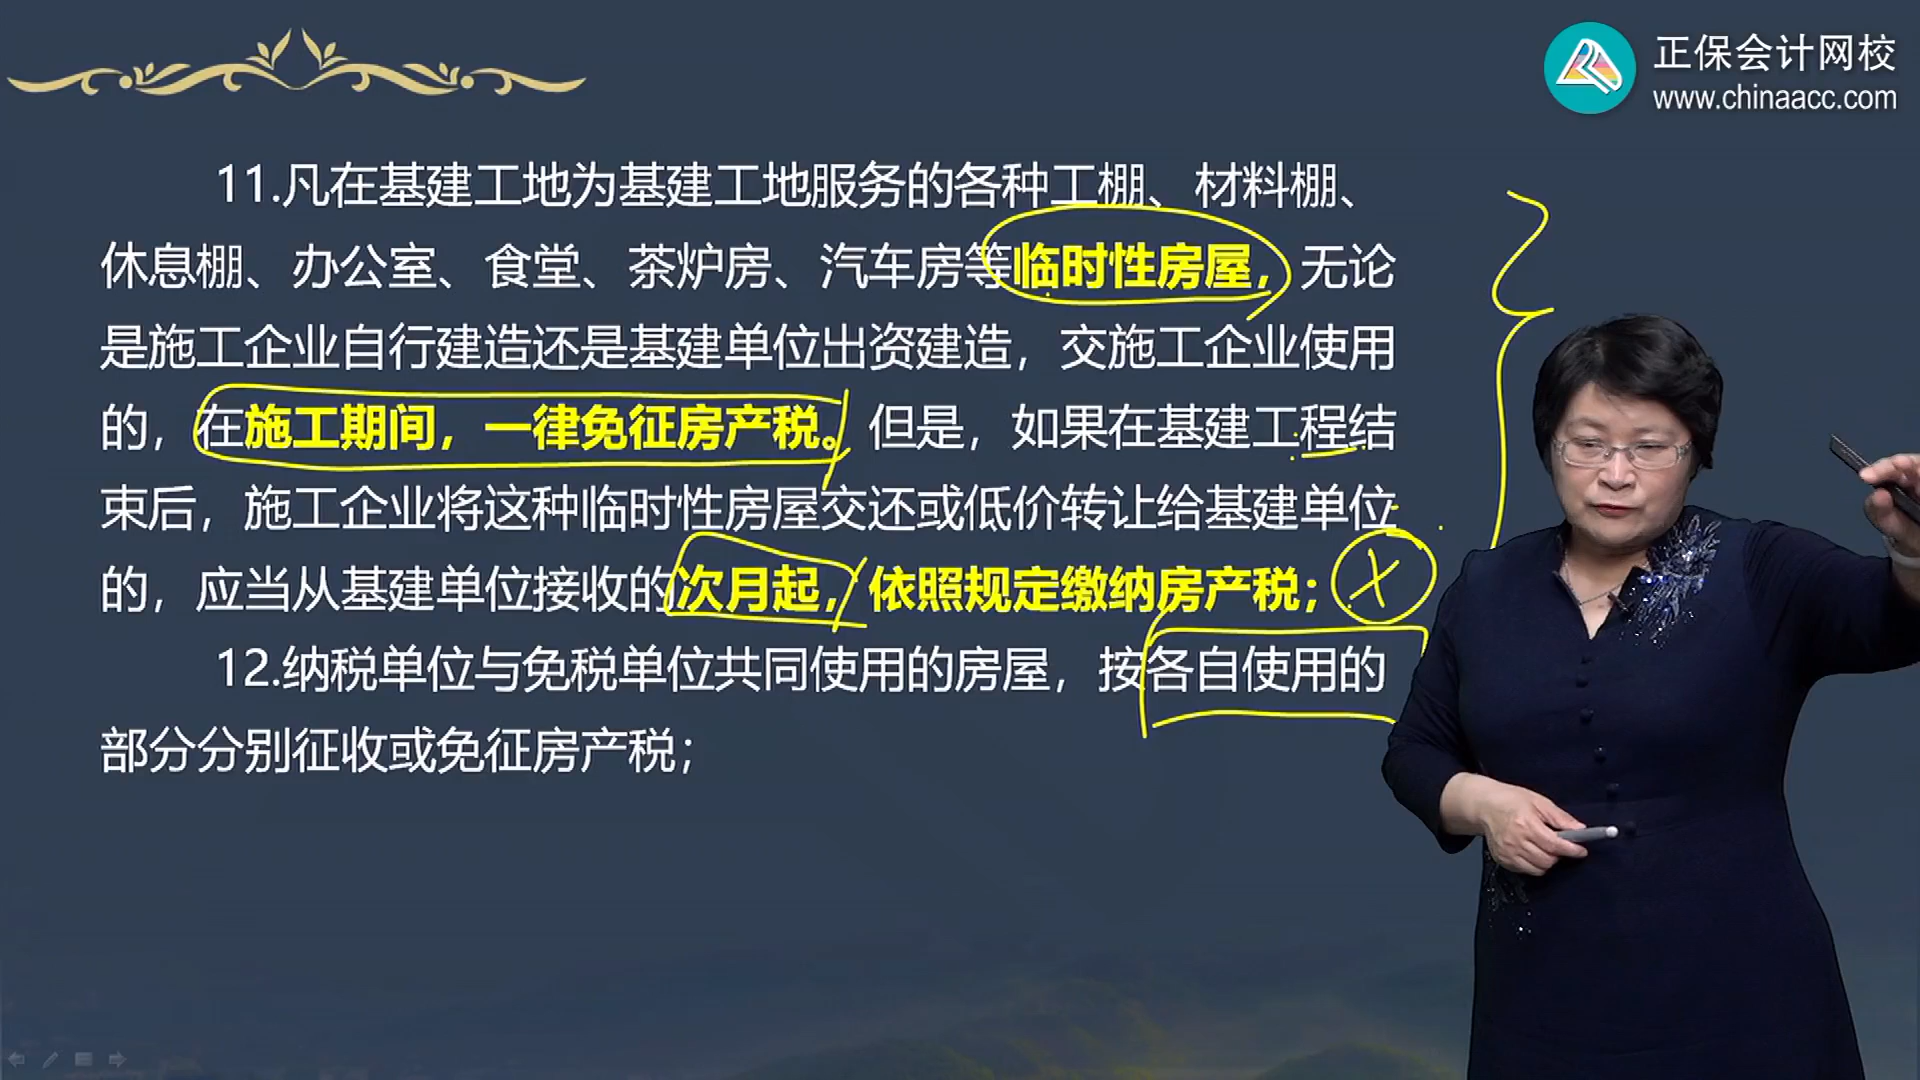 正保会计网校
www.chinaacc.com
11.凡在基建工地为基建工地服务的各种工棚、材料棚、
休息棚、办公室、食堂、茶炉房、汽车房等临时性房屋，无论
是施工企业自行建造还是基建单位出资建造，交施工企业使用
的，在施工期间，一律免征房产税。但是，如果在基建工程结
束后，施工企业将这种临时性房屋交还或低价转让给基建单位
的，应当从基建单位接收的次月起，依照规定缴纳房产税；
12.纳税单位与免税单位共同使用的房屋，按各自使用的
部分分别征收或免征房产税；